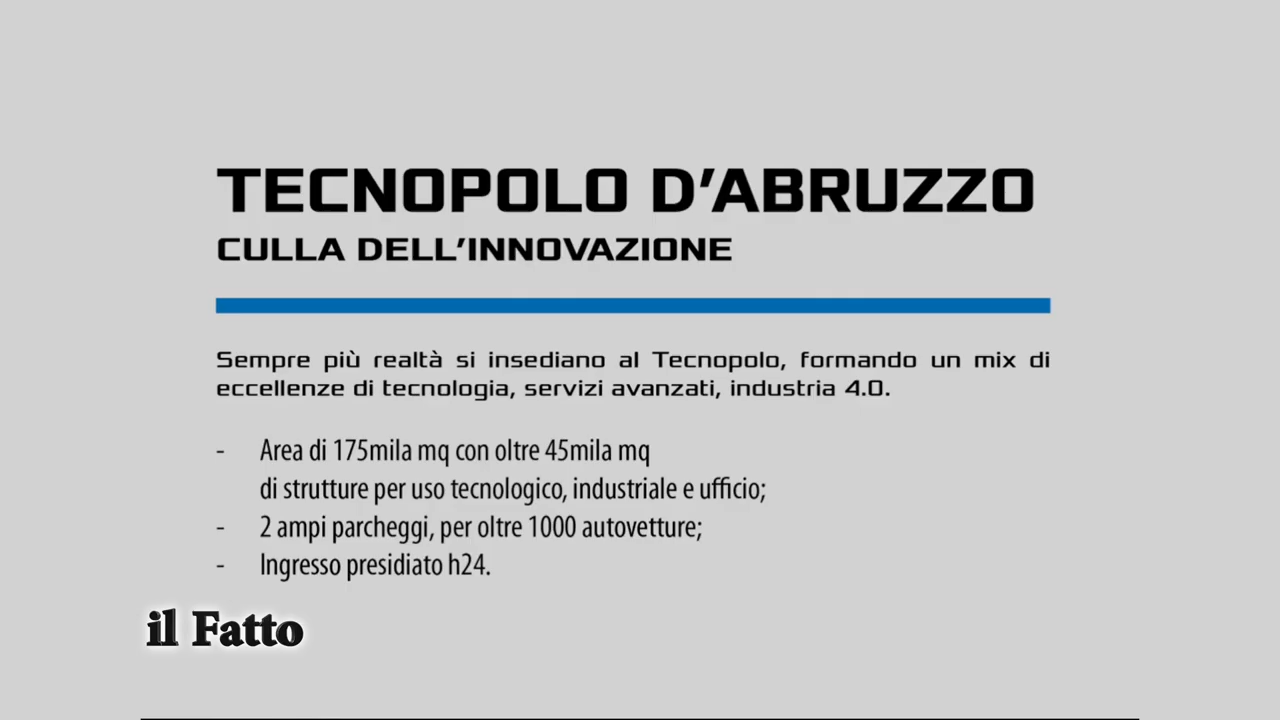 TECNOPOLO D'ABRUZZO
CULLA DELL'INNOVAZIONE
Sempre più realtà si insediano al Tecnopolo, formando un mix di
eccellenze di tecnologia, servizi avanzati, industria 4.0.
- Area di 175mila mq con oltre 45mila mq
di strutture per uso tecnologico, industriale e ufficio;
- 2 ampi parcheggi, per oltre 1000 autovetture;
- Ingresso presidiato h24.
il Fatto